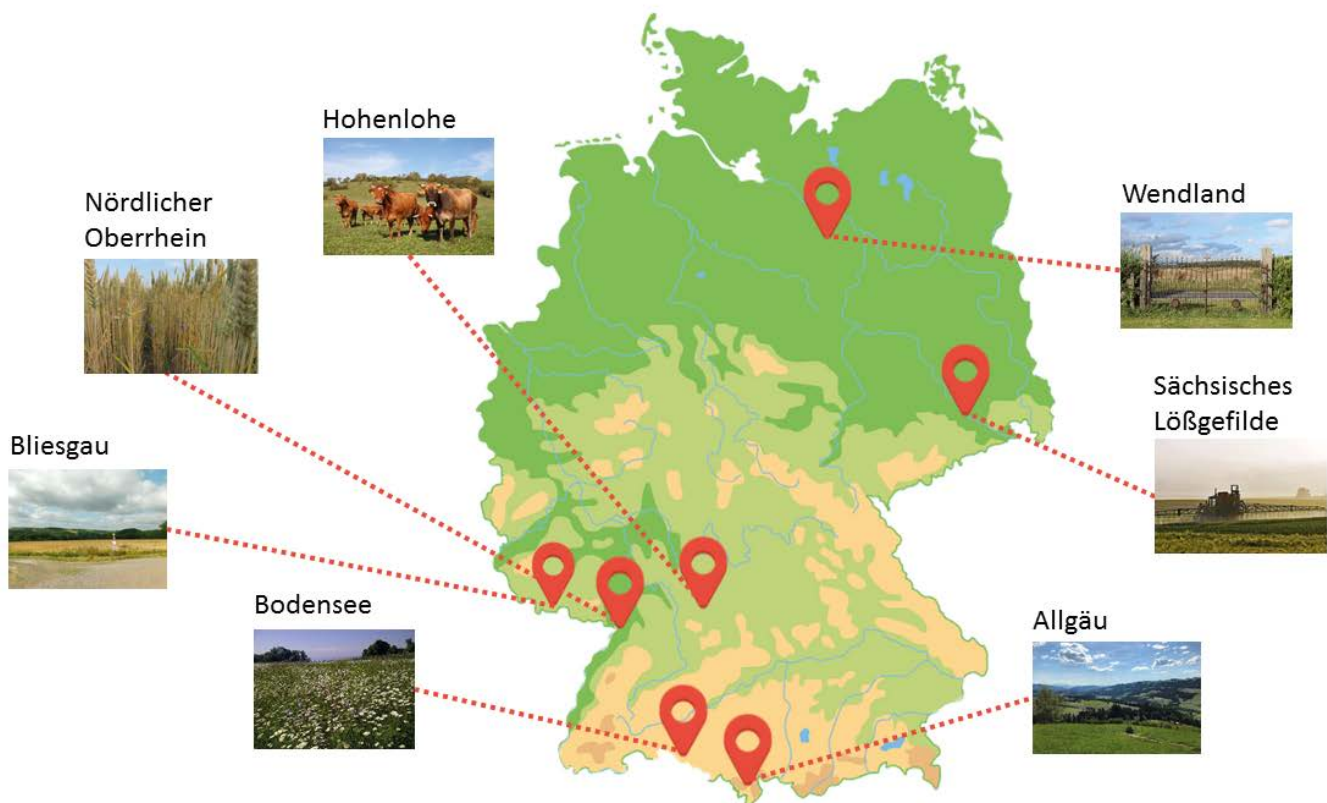 Hohenlohe
Nördlicher
Oberrhein
Wendland
Sächsisches
Lößgefilde
Bliesgau
Bodensee
Allgäu